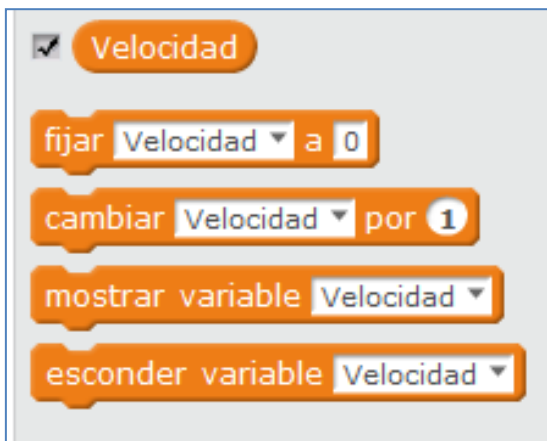 Velocidad
fijar Velocidad a 0
cambiar Velocidad por 1
mostrar variable Velocidad
esconder variable Velocidad